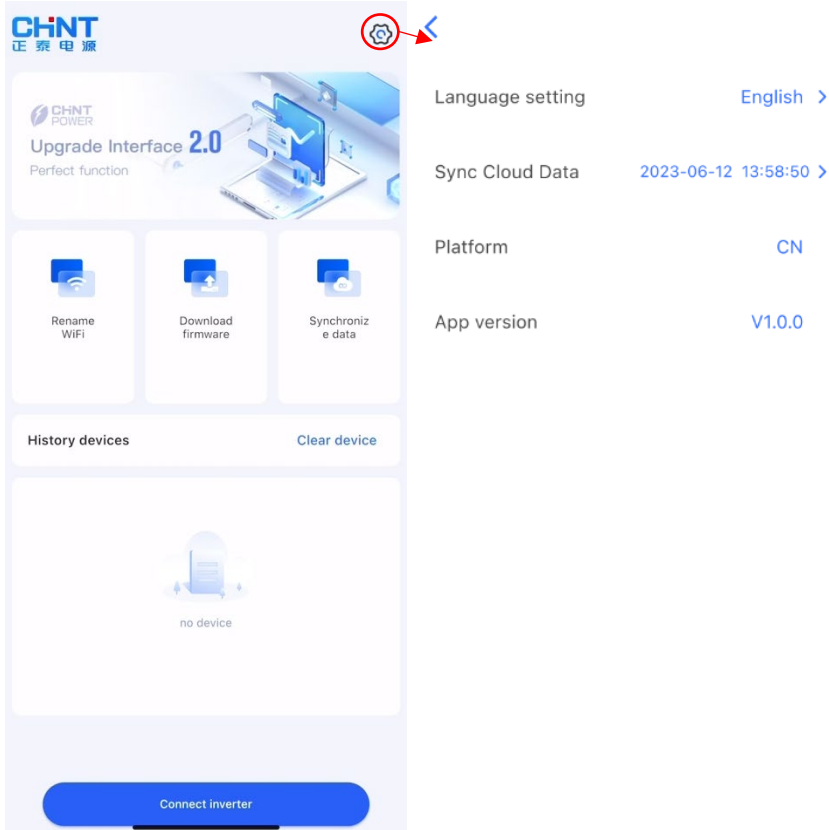 CHiNT
正泰电源
CHiNT
POWER
Upgrade Interface 2.0
Perfect function
Rename
WiFi
Download
firmware
Synchroniz
e data
History devices
Clear device
no device
Connect inverter
Language setting
English
Sync Cloud Data
2023-06-12 13:58:50
Platform
CN
App version
V1.0.0